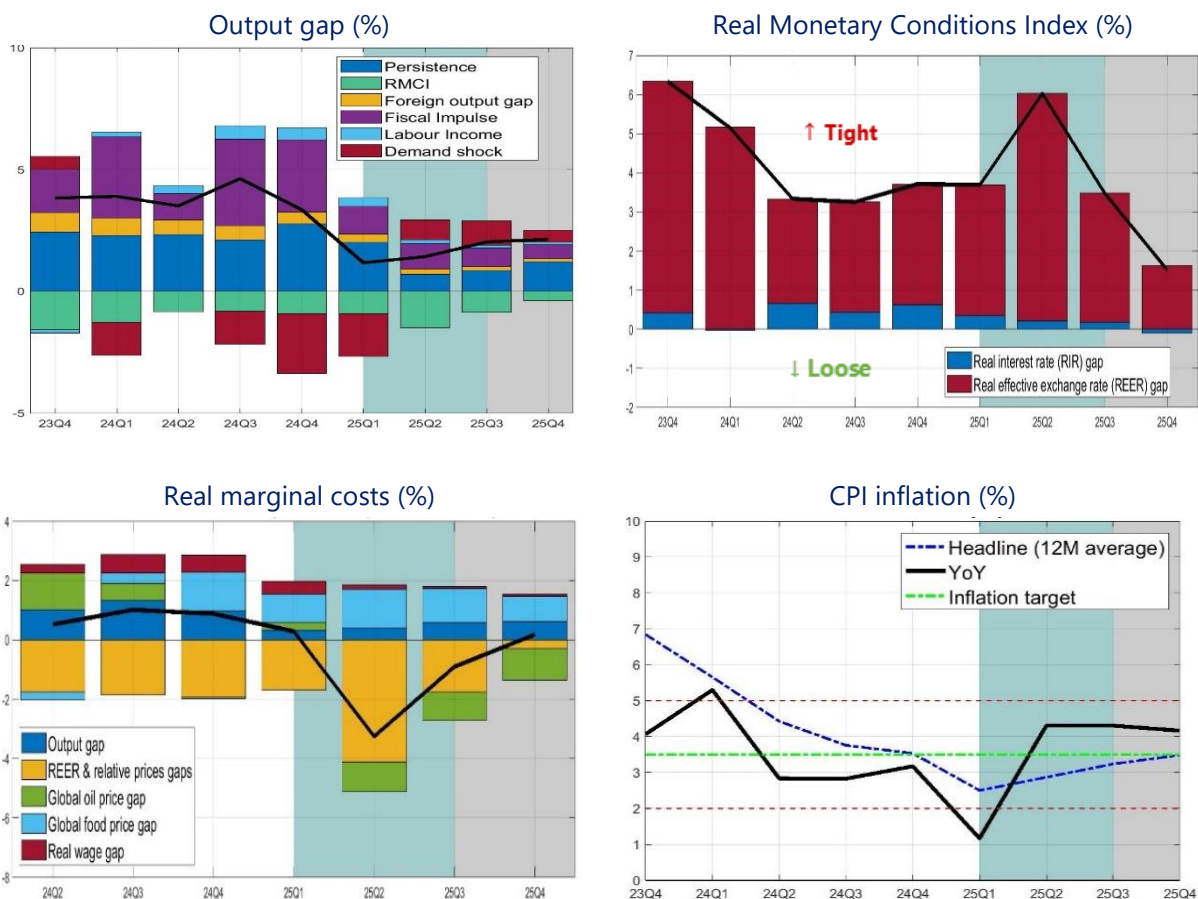 Output gap (%)
10
5
0
-5
Persistence
RMCI
Foreign output gap
Fiscal Impulse
Labour Income
Demand shock
23Q4 24Q1 24Q2 24Q3 24Q4 25Q1 25Q2 25Q3 25Q4
Real Monetary Conditions Index (%)
7
6
5
4
3
2
1
0
-1
-2
↑ Tight
↓ Loose
Real interest rate (RIR) gap
Real effective exchange rate (REER) gap
23Q4 24Q1 24Q2 24Q3 24Q4 25Q1 25Q2 25Q3 25Q4
Real marginal costs (%)
4
2
0
-2
-4
-6
-8
Output gap
REER & relative prices gaps
Global oil price gap
Global food price gap
Real wage gap
24Q2 24Q3 24Q4 25Q1 25Q2 25Q3 25Q4
CPI inflation (%)
10
9
8
7
6
5
4
3
2
1
0
Headline (12M average)
YoY
Inflation target
23Q4 24Q1 24Q2 24Q3 24Q4 25Q1 25Q2 25Q3 25Q4